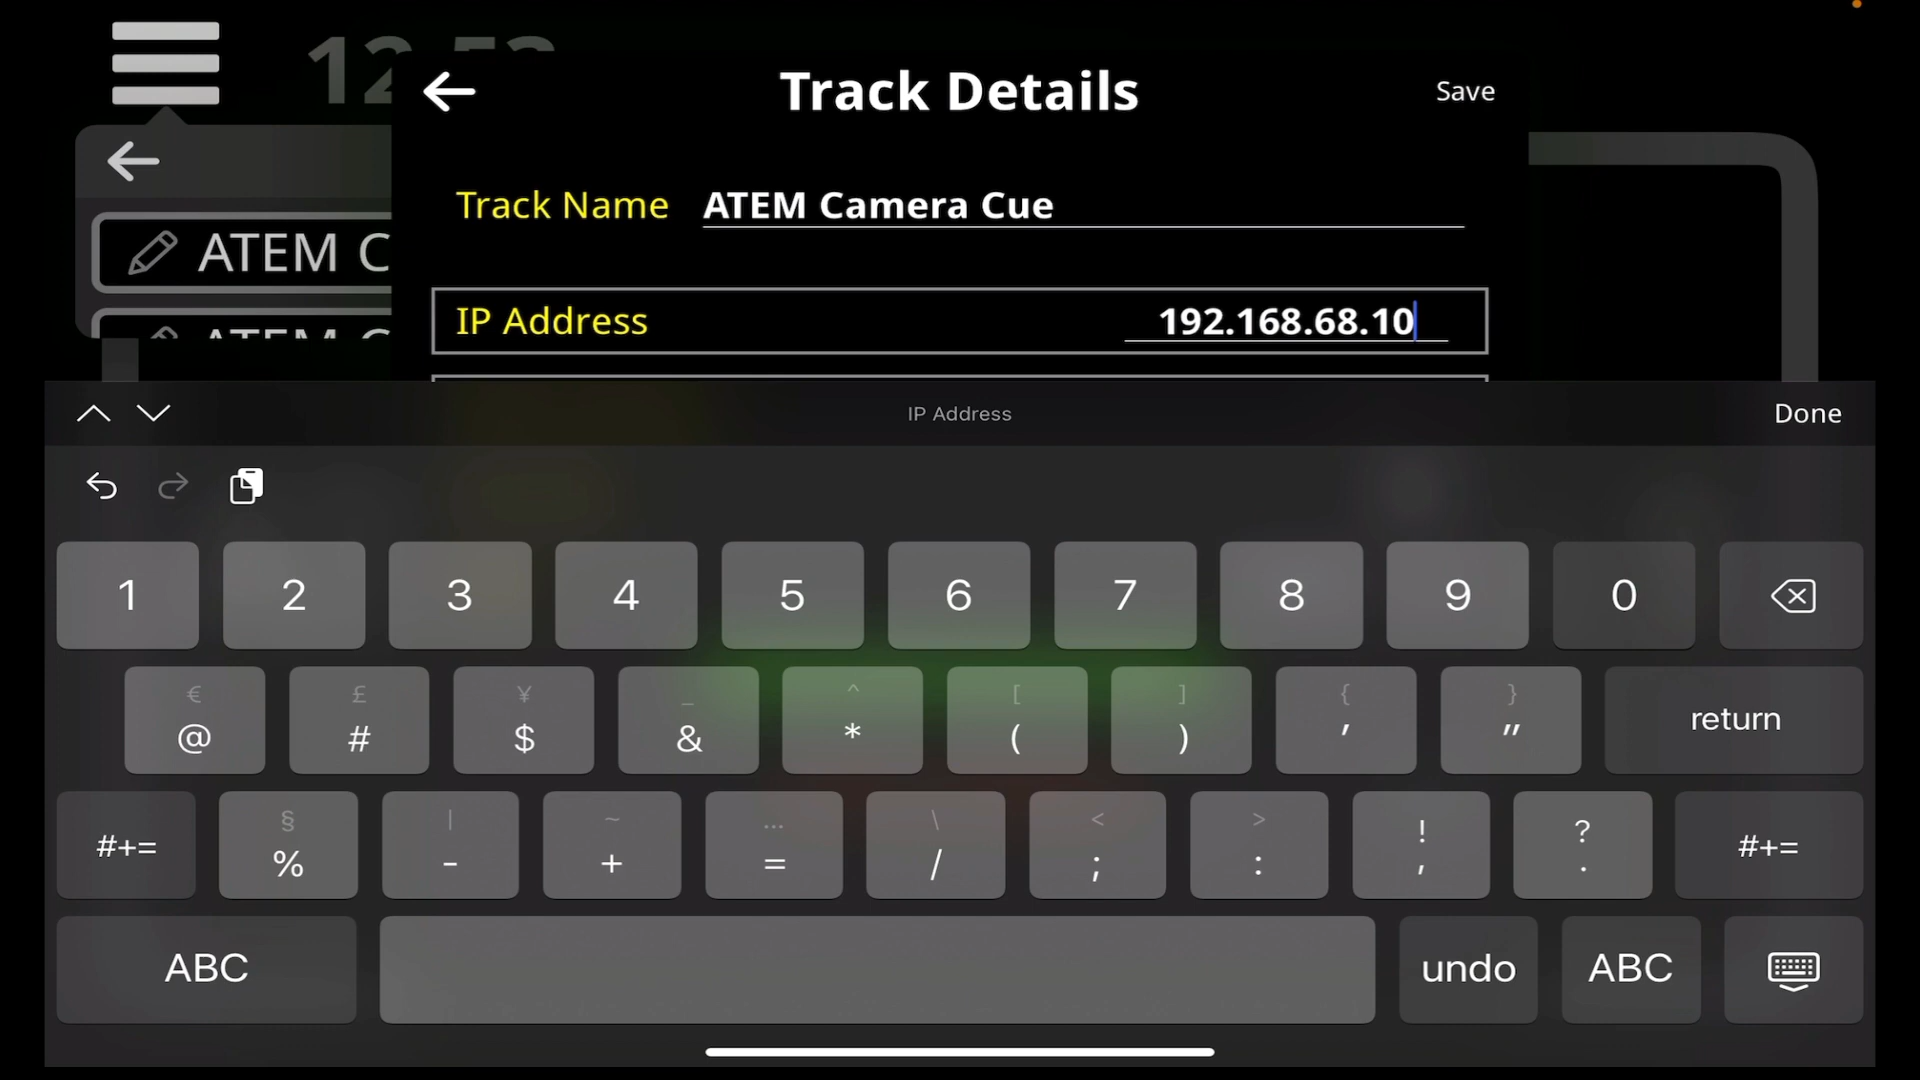 Track Details
Save
Track Name ATEM Camera Cue
ATEM C
IP Address 192.168.68.10
IP Address
Done
1 2 3 4 5 6 7 8 9 0
€ £ ¥ _ ^ [ ] { }
@ # $ & * ( ) ' " return
§ | ~ … \ < > ! ?
#+= % - + = / ; : , . #+=
ABC undo ABC